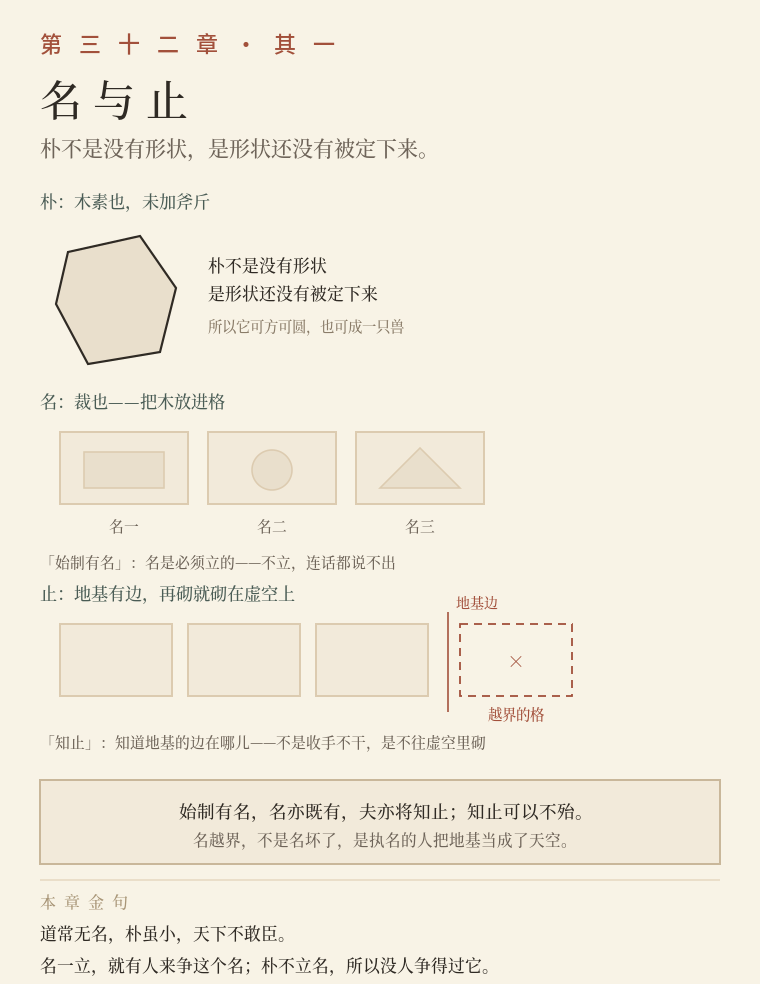 第三十二章·其一
名与止
朴不是没有形状，是形状还没有被定下来。
朴：木素也，未加斧斤
朴不是没有形状
是形状还没有被定下来
所以它可方可圆，也可成一只兽
名：裁也——把木放进格
名一
名二
名三
「始制有名」：名是必须立的——不立，连话都说不出
止：地基有边，再砌就砌在虚空上
地基边
×
越界的格
「知止」：知道地基的边在哪儿——不是收手不干，是不往虚空里砌
始制有名，名亦既有，夫亦将知止；知止可以不殆。
名越界，不是名坏了，是执名的人把地基当成了天空。
本章金句
道常无名，朴虽小，天下不敢臣。
名一立，就有人来争这个名；朴不立名，所以没人争得过它。